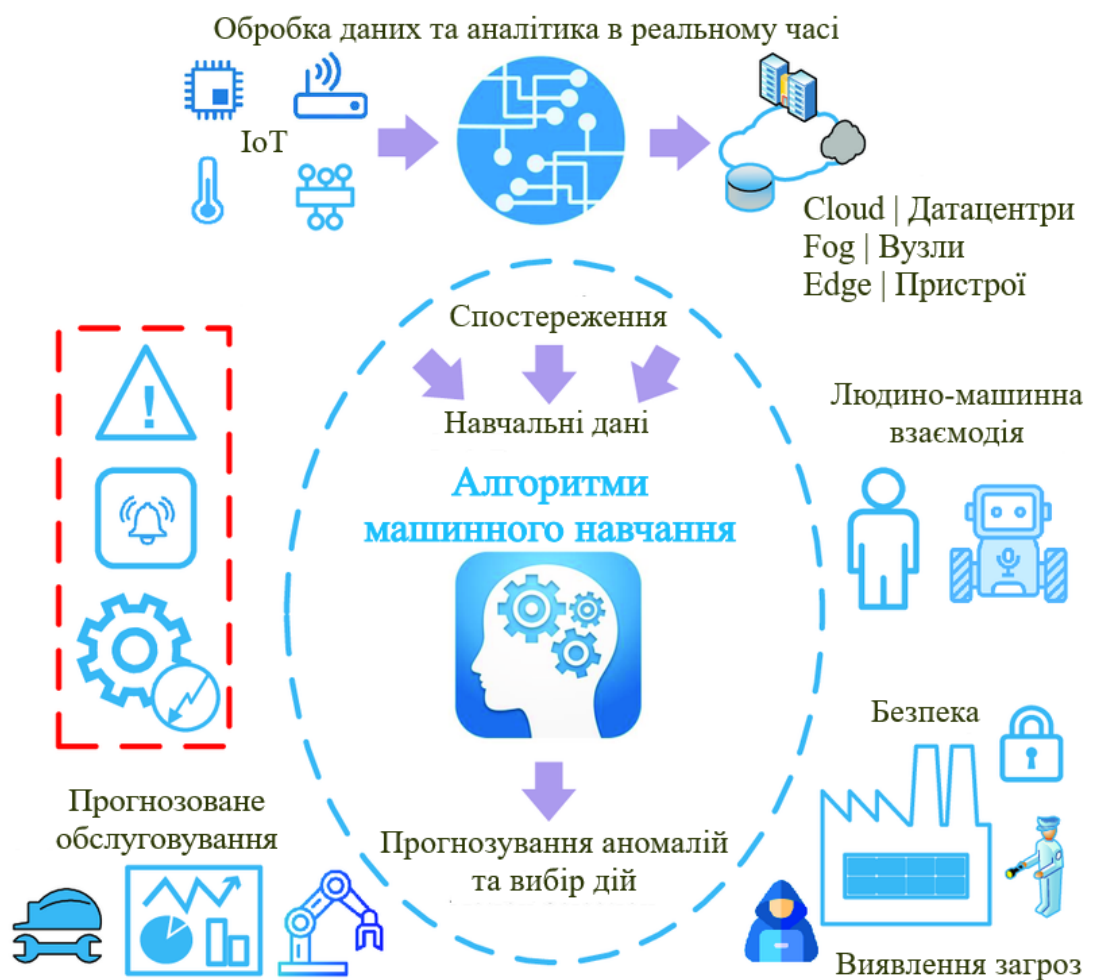 Обробка даних та аналітика в реальному часі
IoT
Cloud | Датацентри
Fog | Вузли
Edge | Пристрої
Спостереження
Навчальні дані
Алгоритми
машинного навчання
Людино-машинна
взаємодія
Безпека
Прогнозоване
обслуговування
Прогнозування аномалій
та вибір дій
Виявлення загроз